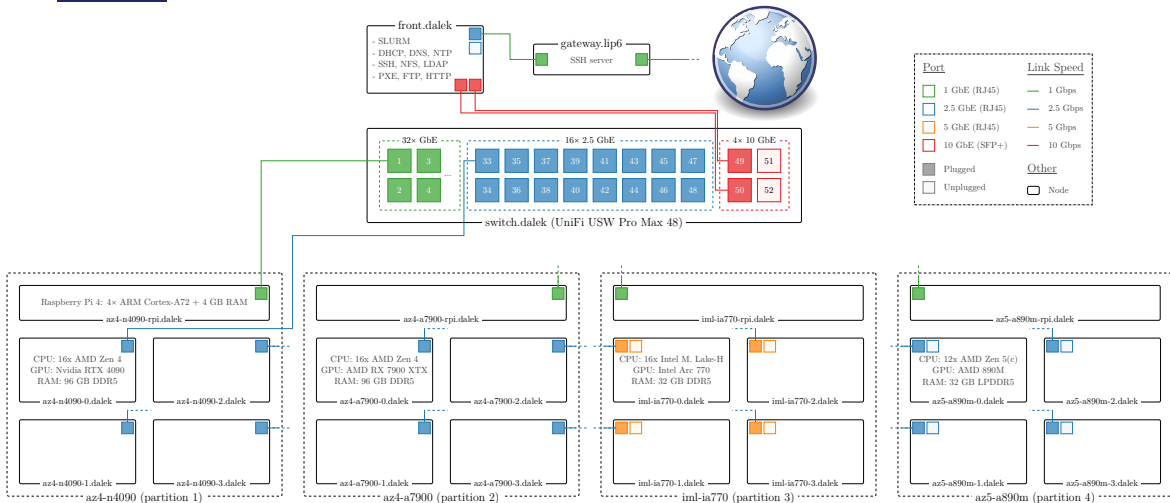 front.dalek
- SLURM
- DHCP, DNS, NTP
- SSH, NFS, LDAP
- PXE, FTP, HTTP
gateway.lip6
SSH server
Port
Link Speed
1 GbE (RJ45)
1 Gbps
2.5 GbE (RJ45)
2.5 Gbps
5 GbE (RJ45)
5 Gbps
10 GbE (SFP+)
10 Gbps
Plugged
Other
Unplugged
Node
32× GbE
16× 2.5 GbE
4× 10 GbE
1 3 33 35 37 39 41 43 45 47 49 51
...
2 4 34 36 38 40 42 44 46 48 50 52
switch.dalek (UniFi USW Pro Max 48)
Raspberry Pi 4: 4× ARM Cortex-A72 + 4 GB RAM
az4-n4090-rpi.dalek
CPU: 16x AMD Zen 4
GPU: Nvidia RTX 4090
RAM: 96 GB DDR5
az4-n4090-0.dalek
az4-n4090-2.dalek
az4-n4090-1.dalek
az4-n4090-3.dalek
az4-n4090 (partition 1)
az4-a7900-rpi.dalek
CPU: 16x AMD Zen 4
GPU: AMD RX 7900 XTX
RAM: 96 GB DDR5
az4-a7900-0.dalek
az4-a7900-2.dalek
az4-a7900-1.dalek
az4-a7900-3.dalek
az4-a7900 (partition 2)
iml-ia770-rpi.dalek
CPU: 16x Intel M. Lake-H
GPU: Intel Arc 770
RAM: 32 GB DDR5
iml-ia770-0.dalek
iml-ia770-2.dalek
iml-ia770-1.dalek
iml-ia770-3.dalek
iml-ia770 (partition 3)
az5-a890m-rpi.dalek
CPU: 12x AMD Zen 5(c)
GPU: AMD 890M
RAM: 32 GB LPDDR5
az5-a890m-0.dalek
az5-a890m-2.dalek
az5-a890m-1.dalek
az5-a890m-3.dalek
az5-a890m (partition 4)